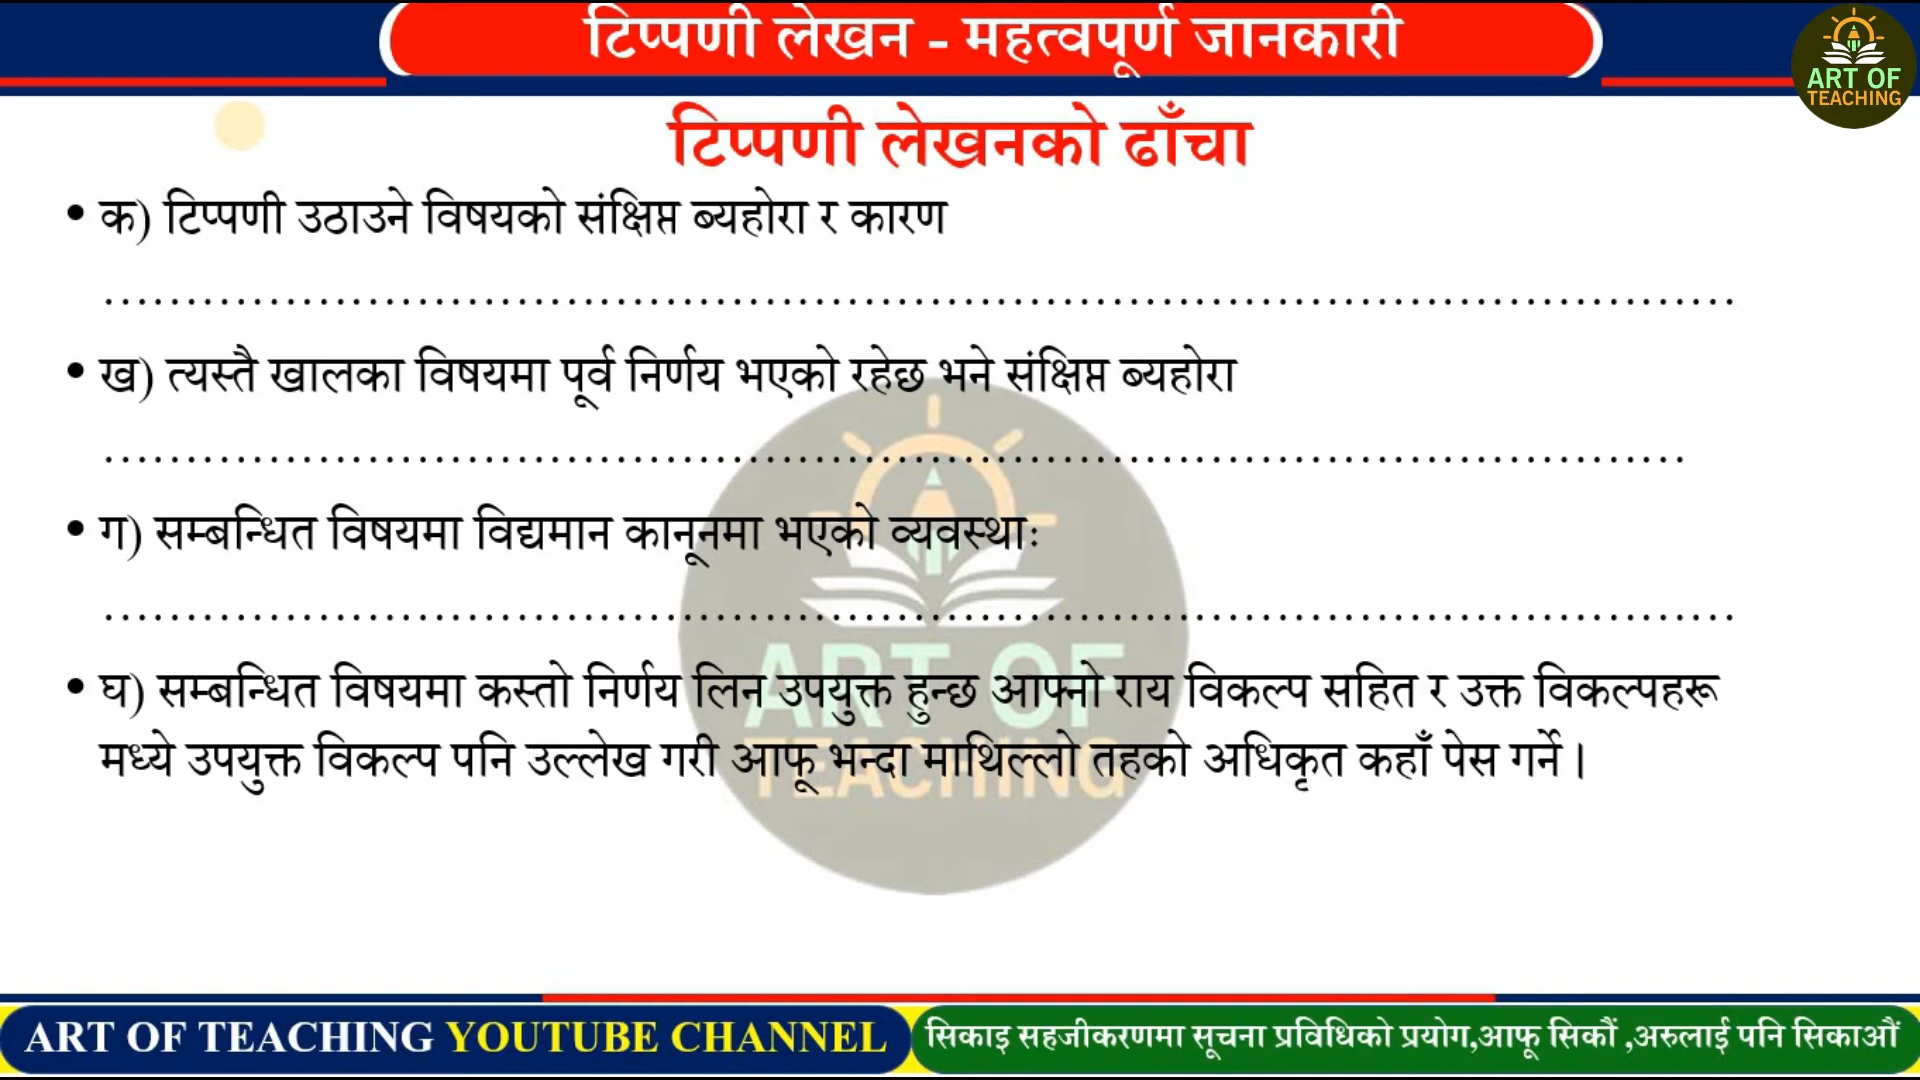 टिप्पणी लेखन - महत्वपूर्ण जानकारी
ART OF
TEACHING
टिप्पणी लेखनको ढाँचा
• क) टिप्पणी उठाउने विषयको संक्षिप्त ब्यहोरा र कारण
....................................................................................................
• ख) त्यस्तै खालका विषयमा पूर्व निर्णय भएको रहेछ भने संक्षिप्त ब्यहोरा
.................................................................................................
• ग) सम्बन्धित विषयमा विद्यमान कानूनमा भएको व्यवस्थाः
....................................................................................................
• घ) सम्बन्धित विषयमा कस्तो निर्णय लिन उपयुक्त हुन्छ आफ्नो राय विकल्प सहित र उक्त विकल्पहरू
मध्ये उपयुक्त विकल्प पनि उल्लेख गरी आफू भन्दा माथिल्लो तहको अधिकृत कहाँ पेस गर्ने।
ART OF
TEACHING
ART OF TEACHING YOUTUBE CHANNEL
सिकाइ सहजीकरणमा सूचना प्रविधिको प्रयोग,आफू सिकौं ,अरुलाई पनि सिकाऔं